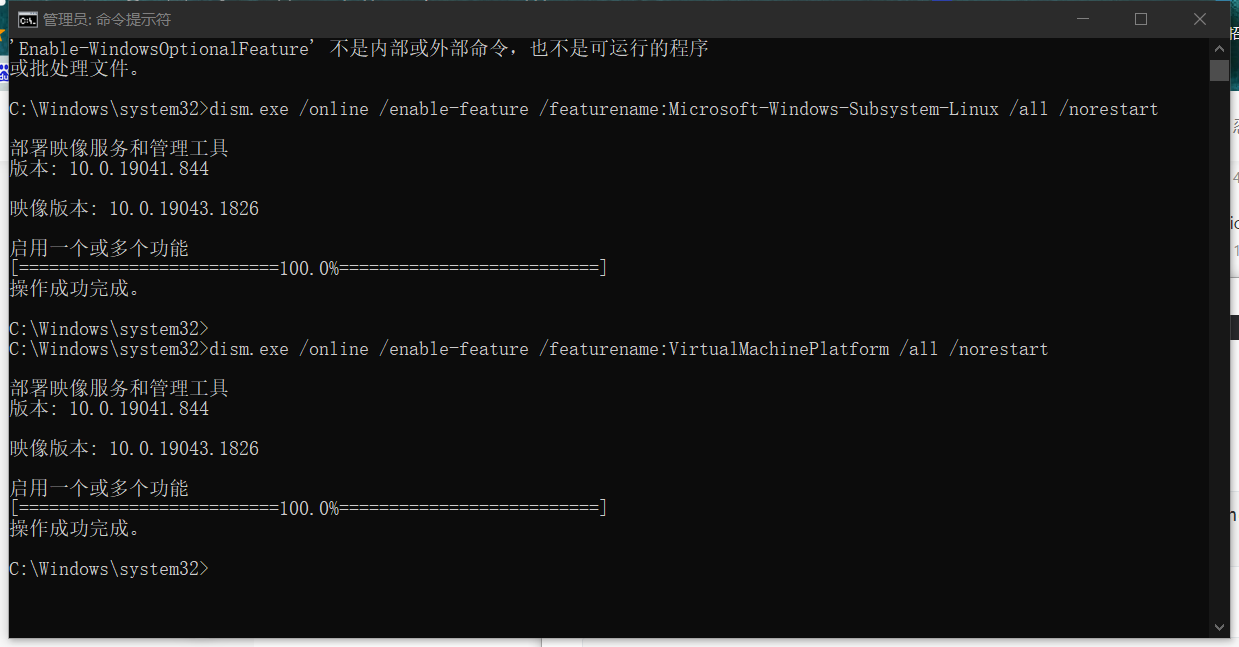 管理员: 命令提示符
'Enable-WindowsOptionalFeature' 不是内部或外部命令，也不是可运行的程序
或批处理文件。
C:\Windows\system32>dism.exe /online /enable-feature /featurename:Microsoft-Windows-Subsystem-Linux /all /norestart
部署映像服务和管理工具
版本: 10.0.19041.844
映像版本: 10.0.19043.1826
启用一个或多个功能
[==========================100.0%==========================]
操作成功完成。
C:\Windows\system32>
C:\Windows\system32>dism.exe /online /enable-feature /featurename:VirtualMachinePlatform /all /norestart
部署映像服务和管理工具
版本: 10.0.19041.844
映像版本: 10.0.19043.1826
启用一个或多个功能
[==========================100.0%==========================]
操作成功完成。
C:\Windows\system32>